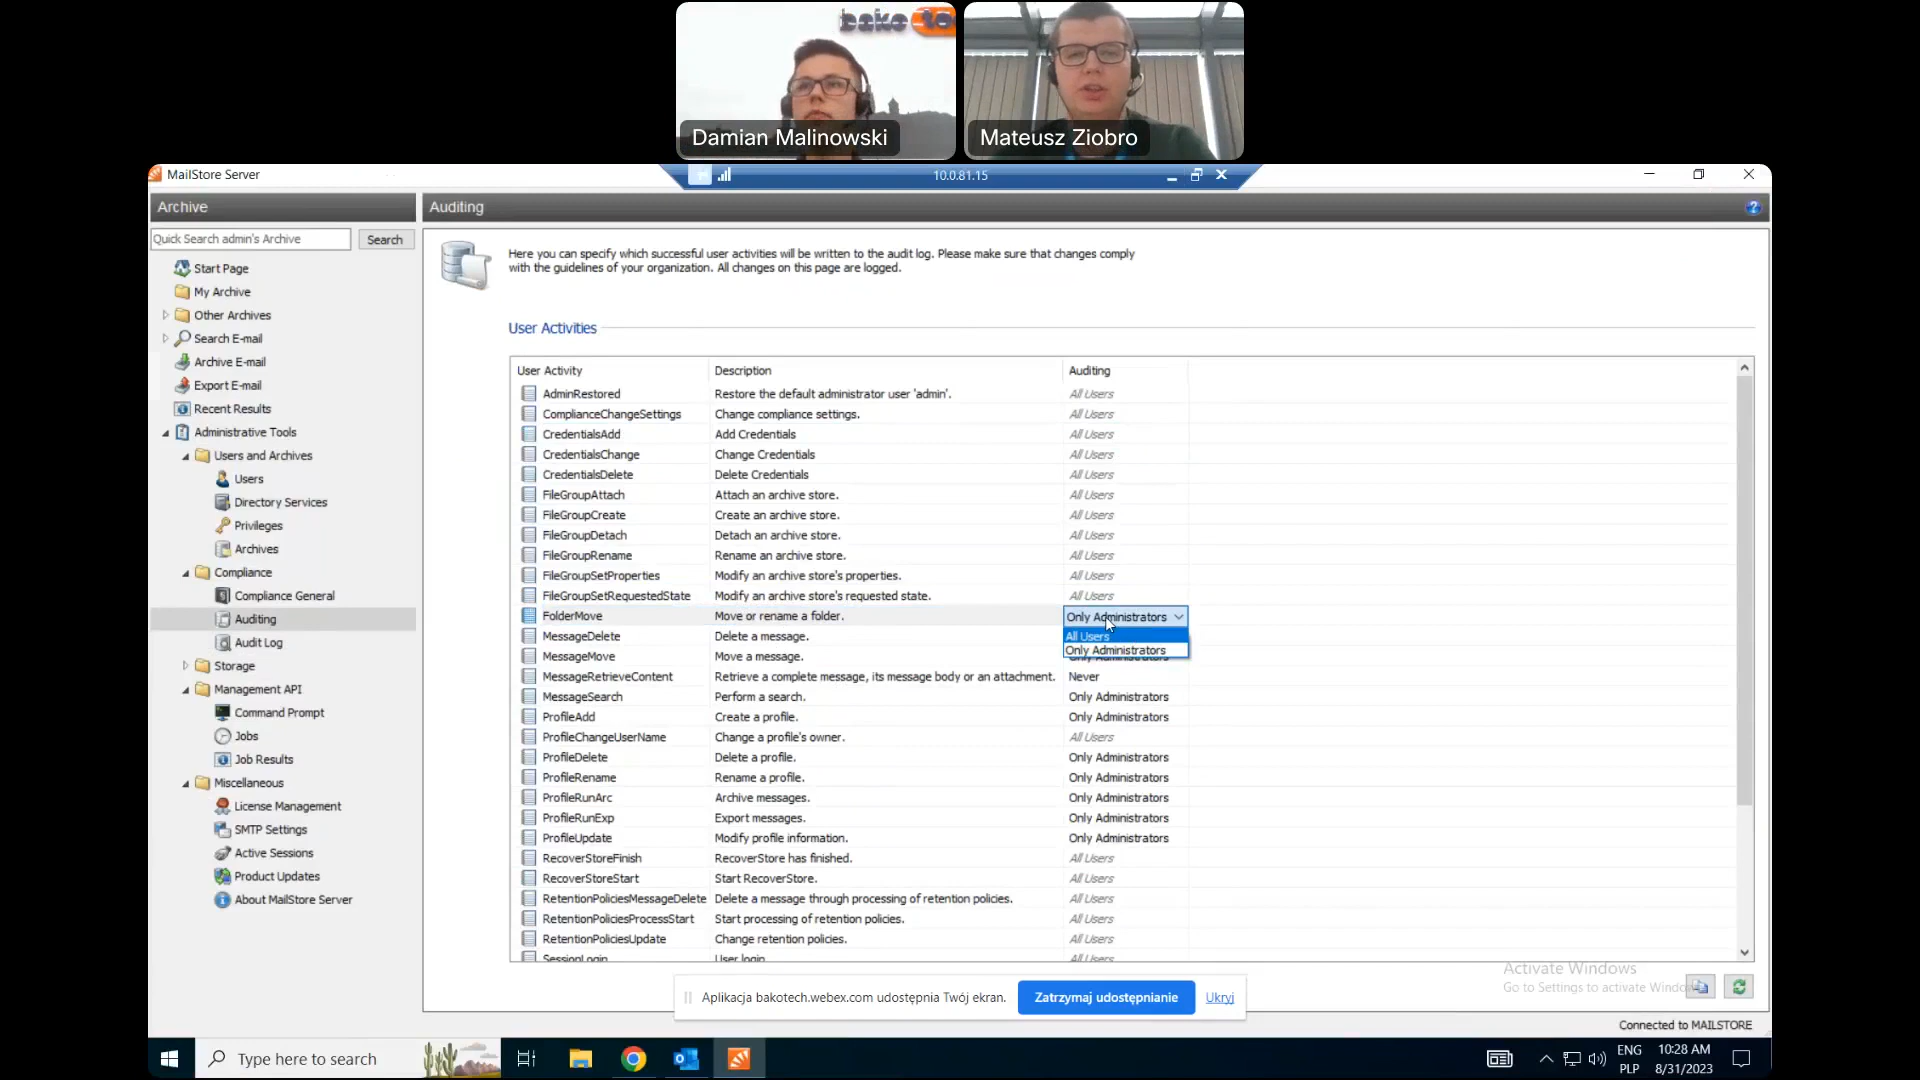 bako
Damian Malinowski
Mateusz Ziobro
MailStore Server
10.0.81.15
Archive
Auditing
Quick Search admin's Archive
Search
Start Page
My Archive
Other Archives
Search E-mail
Archive E-mail
Export E-mail
Recent Results
Administrative Tools
Users and Archives
Users
Directory Services
Privileges
Archives
Compliance
Compliance General
Auditing
Audit Log
Storage
Management API
Command Prompt
Jobs
Job Results
Miscellaneous
License Management
SMTP Settings
Active Sessions
Product Updates
About MailStore Server
Here you can specify which successful user activities will be written to the audit log. Please make sure that changes comply
with the guidelines of your organization. All changes on this page are logged.
User Activities
User Activity Description Auditing
AdminRestored Restore the default administrator user 'admin'. All Users
ComplianceChangeSettings Change compliance settings. All Users
CredentialsAdd Add Credentials All Users
CredentialsChange Change Credentials All Users
CredentialsDelete Delete Credentials All Users
FileGroupAttach Attach an archive store. All Users
FileGroupCreate Create an archive store. All Users
FileGroupDetach Detach an archive store. All Users
FileGroupRename Rename an archive store. All Users
FileGroupSetProperties Modify an archive store's properties. All Users
FileGroupSetRequestedState Modify an archive store's requested state. All Users
FolderMove Move or rename a folder. Only Administrators
MessageDelete Delete a message. All Users
MessageMove Move a message. Only Administrators
MessageRetrieveContent Retrieve a complete message, its message body or an attachment. Never
MessageSearch Perform a search. Only Administrators
ProfileAdd Create a profile. Only Administrators
ProfileChangeUserName Change a profile's owner. All Users
ProfileDelete Delete a profile. Only Administrators
ProfileRename Rename a profile. Only Administrators
ProfileRunArc Archive messages. Only Administrators
ProfileRunExp Export messages. Only Administrators
ProfileUpdate Modify profile information. Only Administrators
RecoverStoreFinish RecoverStore has finished. All Users
RecoverStoreStart Start RecoverStore. All Users
RetentionPoliciesMessageDelete Delete a message through processing of retention policies. All Users
RetentionPoliciesProcessStart Start processing of retention policies. All Users
RetentionPoliciesUpdate Change retention policies. All Users
SessionLogin User login All Users
Activate Windows
Go to Settings to activate
Aplikacja bakotech.webex.com udostępnia Twój ekran. Zatrzymaj udostępnianie Ukryj
Connected to MAILSTORE
Type here to search
ENG
PLP
10:28 AM
8/31/2023